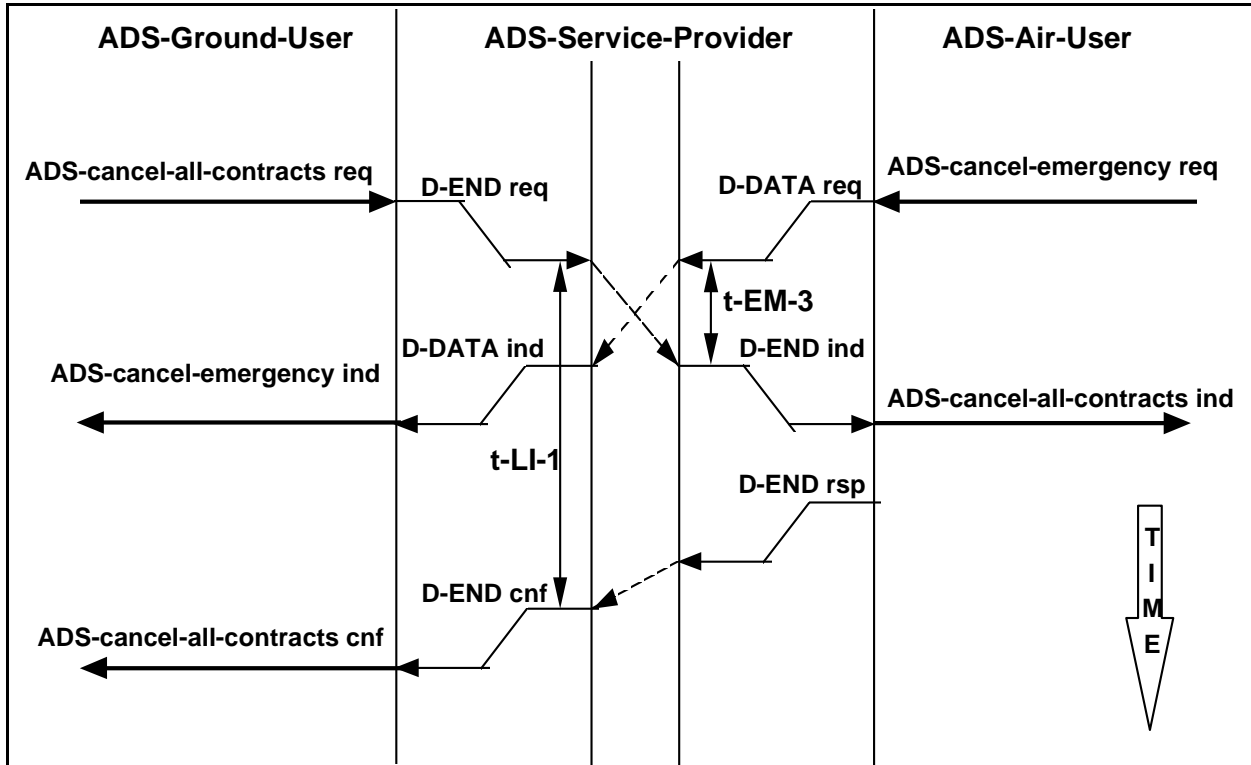 ADS-Ground-User
ADS-Service-Provider
ADS-Air-User
ADS-cancel-all-contracts req
D-END req
D-DATA req
ADS-cancel-emergency req
t-EM-3
D-DATA ind
D-END ind
ADS-cancel-emergency ind
ADS-cancel-all-contracts ind
t-LI-1
D-END rsp
D-END cnf
ADS-cancel-all-contracts cnf
T
I
M
E